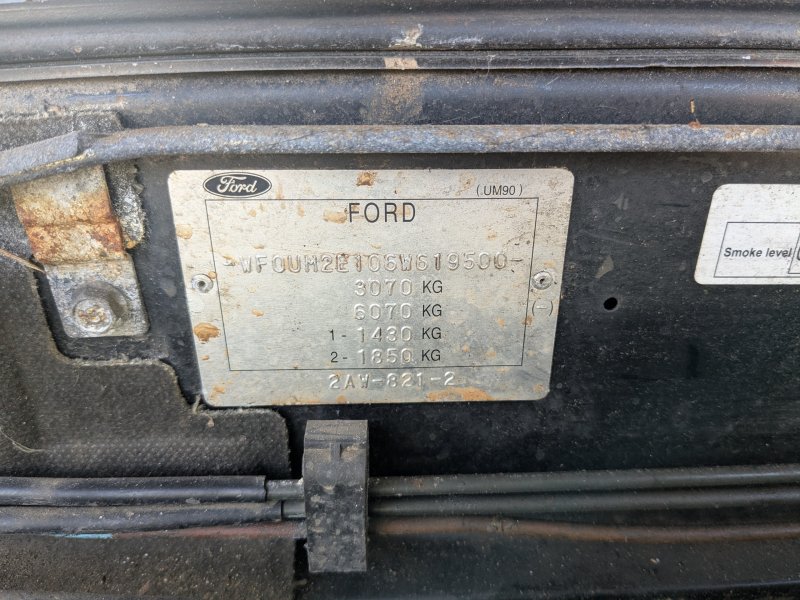 Ford
(.UM90)
FORD
-WF0UM2E106W619500-
3070 KG
6070 KG
(-)
1- 1430 KG
2- 1850 KG
2AW-821-2
Smoke level